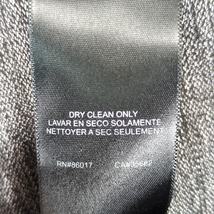 DRY CLEAN ONLY
LAVAR EN SECO SOLAMENTE
NETTOYER A SEC SEULEMENT
RN#86017